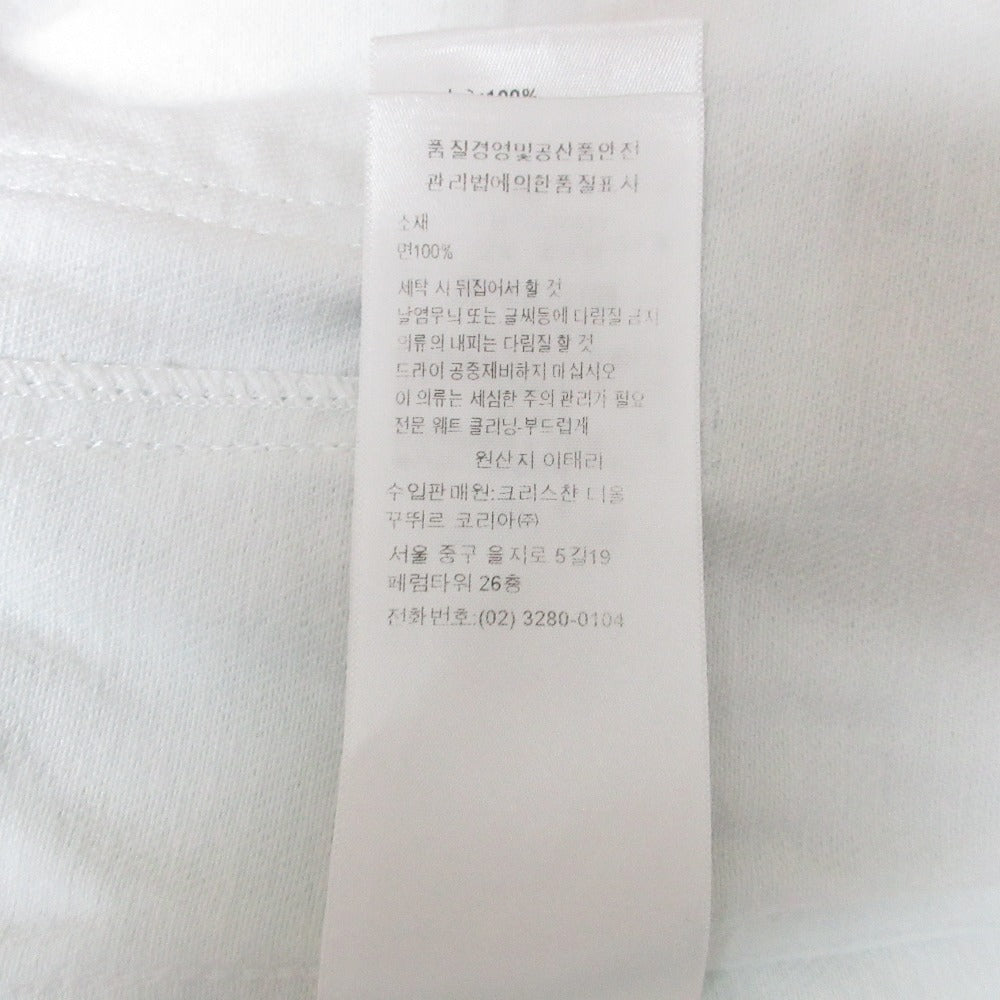 100%
품질경영및공산품안전
관리법에의한품질표시
소재
면100%
세탁 시 뒤집어서 할 것
날염무늬 또는 글씨등에 다림질 금지
의류의 내피는 다림질 할 것
드라이 공중제비하지 마십시오
이 의류는 세심한 주의 관리가 필요
전문 웨트 클리닝-부드럽게
원산지 이태리
수입판매원:크리스챤 디올
꾸뛰르 코리아㈜
서울 중구 을지로 5길19
페럼타워 26층
전화번호:(02) 3280-0104